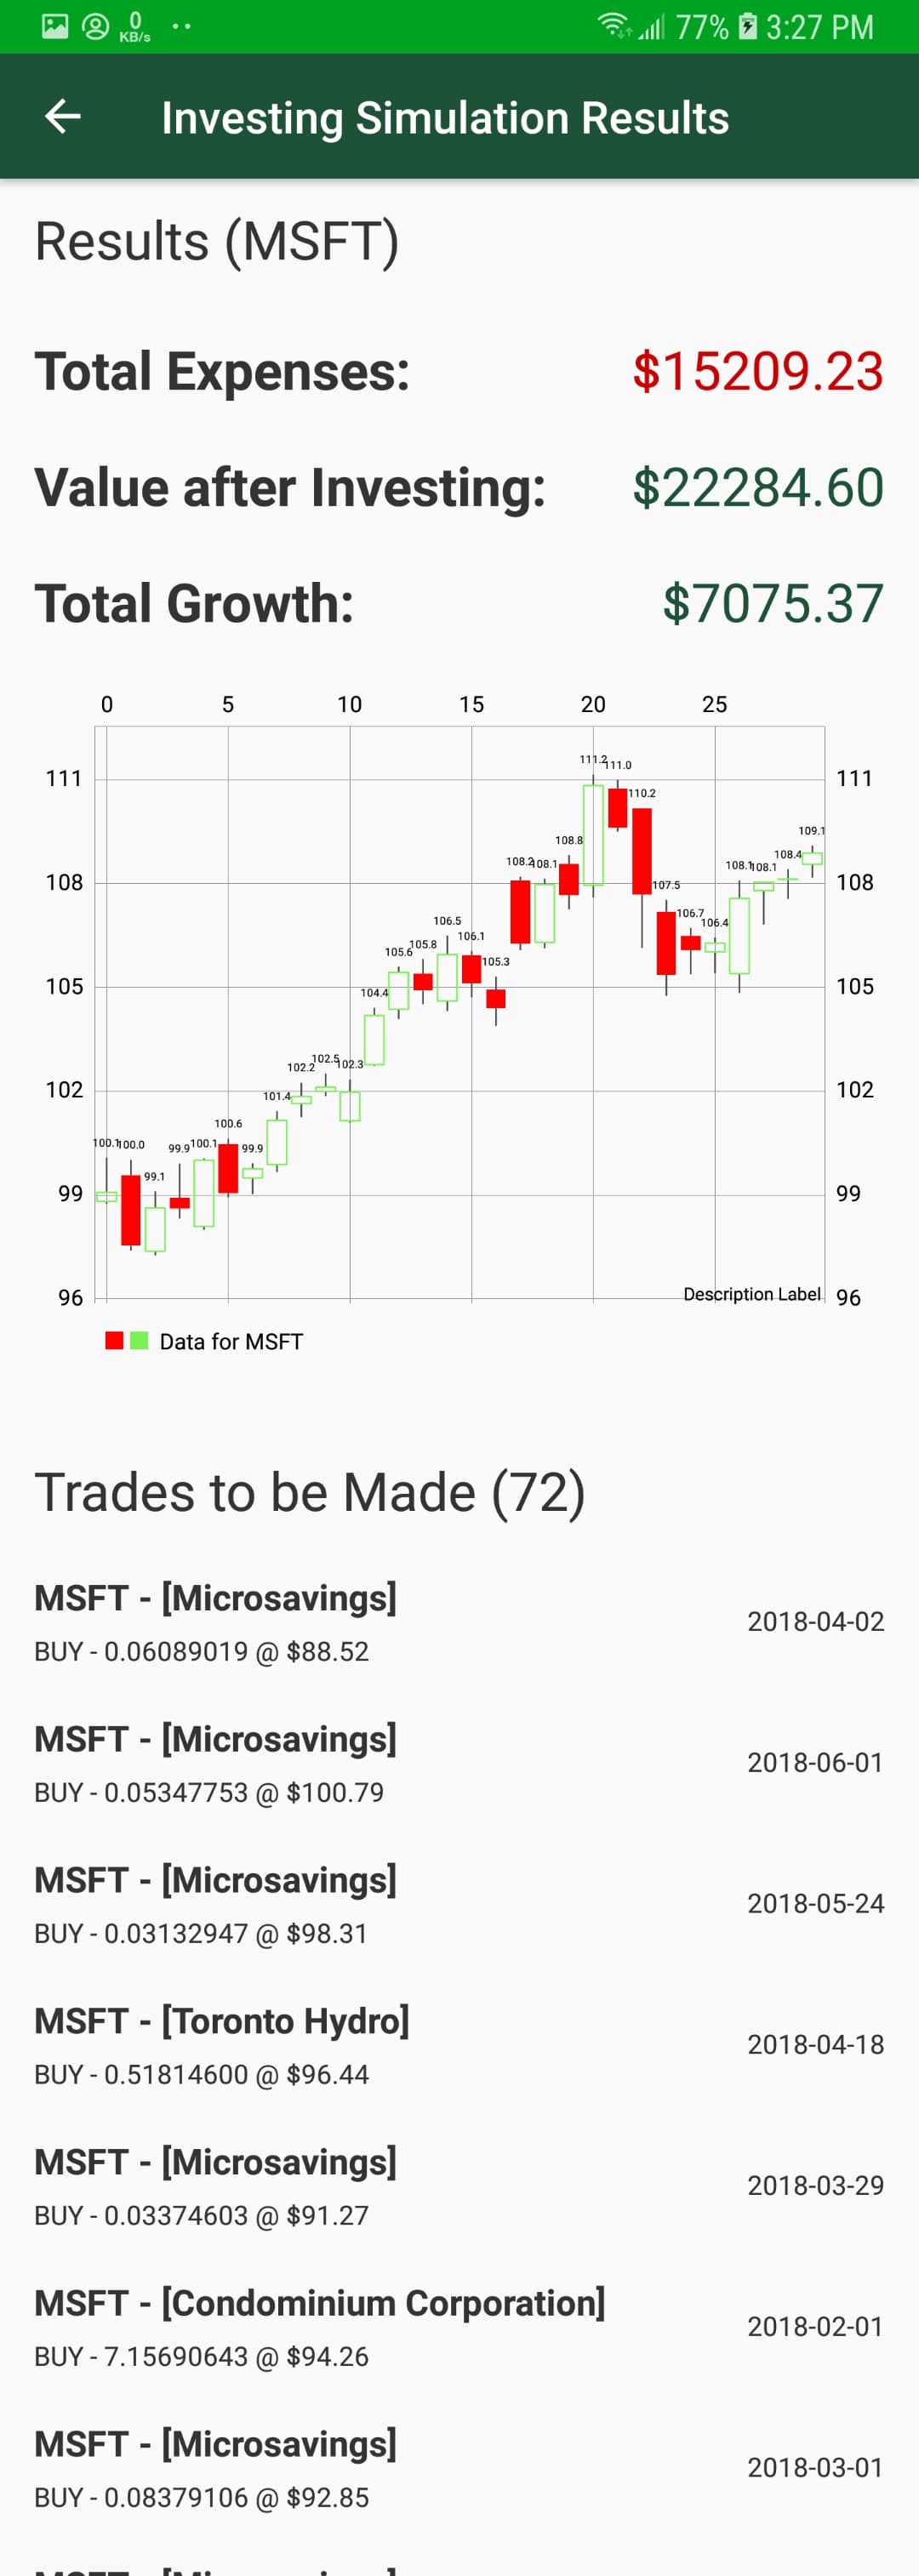 0
KB/s
77% 3:27 PM
Investing Simulation Results
Results (MSFT)
Total Expenses: $15209.23
Value after Investing: $22284.60
Total Growth: $7075.37
0 5 10 15 20 25
111.2 111.0
111 111
110.2
109.1
108.8
108.2 108.1 108.1 108.1 108.4
108 108
107.5
106.7
106.5 106.4
106.1
105.6 105.8
105.3
105 105
104.4
102.5
102.2 102.3
102 102
101.4
100.6
100.1 100.0 99.9 100.1 99.9
99.1
99 99
Description Label
96 96
Data for MSFT
Trades to be Made (72)
MSFT - [Microsavings]
BUY - 0.06089019 @ $88.52
2018-04-02
MSFT - [Microsavings]
BUY - 0.05347753 @ $100.79
2018-06-01
MSFT - [Microsavings]
BUY - 0.03132947 @ $98.31
2018-05-24
MSFT - [Toronto Hydro]
BUY - 0.51814600 @ $96.44
2018-04-18
MSFT - [Microsavings]
BUY - 0.03374603 @ $91.27
2018-03-29
MSFT - [Condominium Corporation]
BUY - 7.15690643 @ $94.26
2018-02-01
MSFT - [Microsavings]
BUY - 0.08379106 @ $92.85
2018-03-01